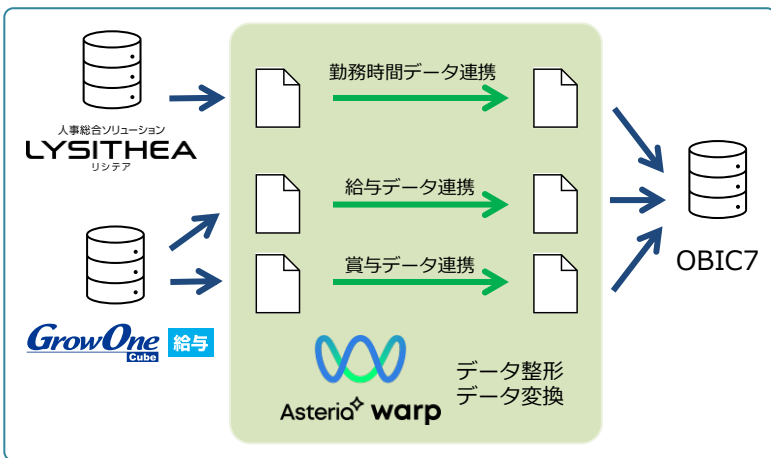 勤務時間データ連携
人事総合ソリューション
LYSITHEA
リシテア
給与データ連携
OBIC7
賞与データ連携
GrowOne
Cube
給与
データ整形
データ変換
Asteria warp